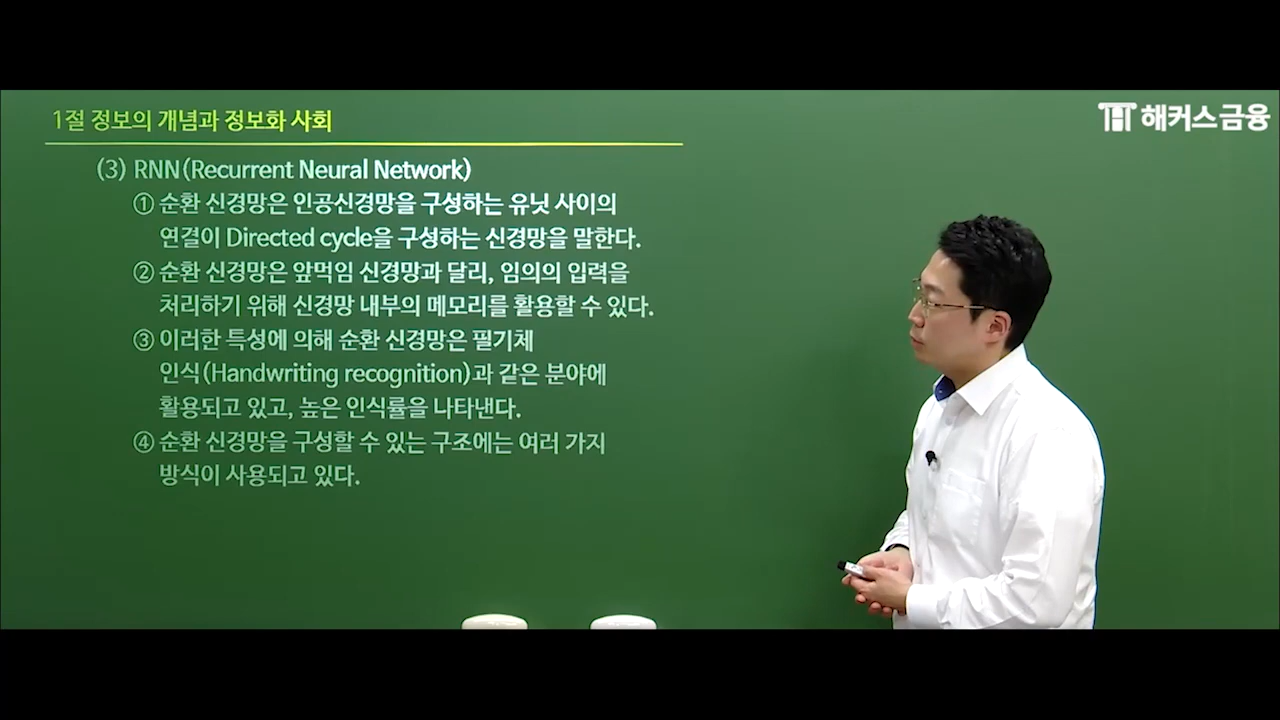 1절 정보의 개념과 정보화 사회
해커스금융
(3) RNN(Recurrent Neural Network)
① 순환 신경망은 인공신경망을 구성하는 유닛 사이의
연결이 Directed cycle을 구성하는 신경망을 말한다.
② 순환 신경망은 앞먹임 신경망과 달리, 임의의 입력을
처리하기 위해 신경망 내부의 메모리를 활용할 수 있다.
③ 이러한 특성에 의해 순환 신경망은 필기체
인식(Handwriting recognition)과 같은 분야에
활용되고 있고, 높은 인식률을 나타낸다.
④ 순환 신경망을 구성할 수 있는 구조에는 여러 가지
방식이 사용되고 있다.